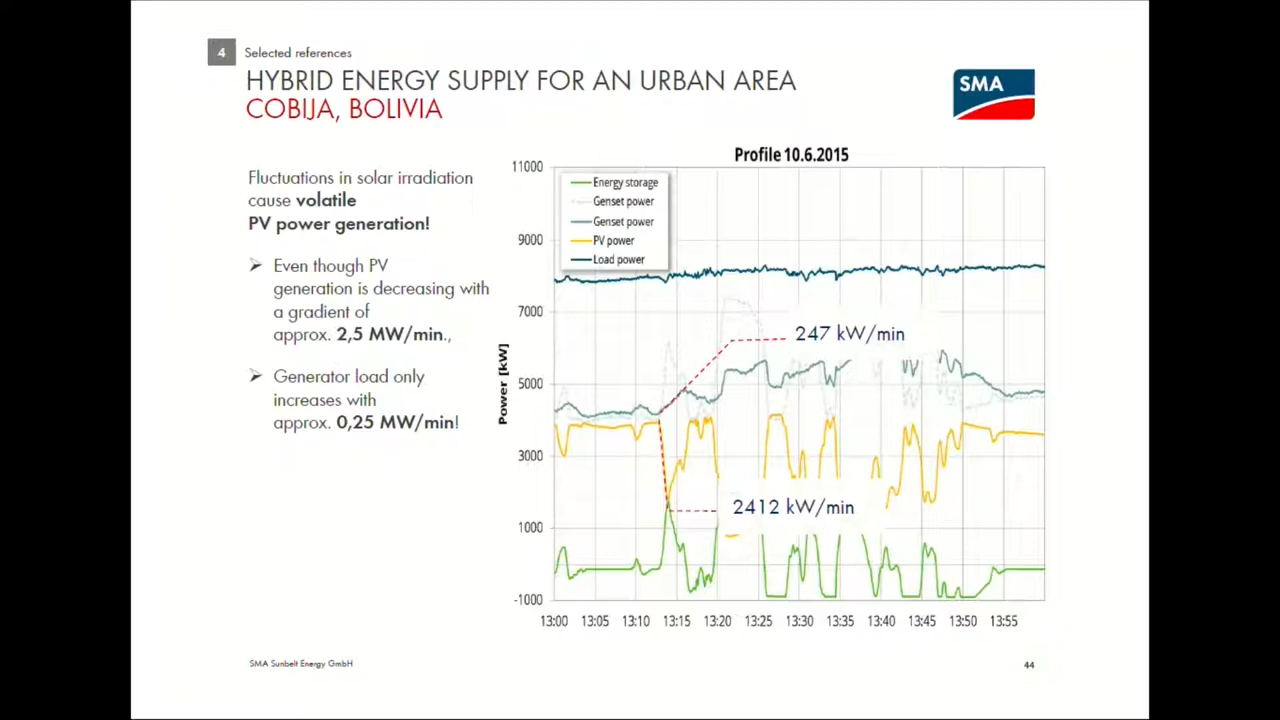 4 Selected references
HYBRID ENERGY SUPPLY FOR AN URBAN AREA
COBIJA, BOLIVIA
SMA
Fluctuations in solar irradiation
cause volatile
PV power generation!
➢ Even though PV
generation is decreasing with
a gradient of
approx. 2,5 MW/min.,
➢ Generator load only
increases with
approx. 0,25 MW/min!
Profile 10.6.2015
Power [kW]
11000
9000
7000
5000
3000
1000
-1000
Energy storage
Genset power
Genset power
PV power
Load power
247 kW/min
2412 kW/min
13:00 13:05 13:10 13:15 13:20 13:25 13:30 13:35 13:40 13:45 13:50 13:55
SMA Sunbelt Energy GmbH
44